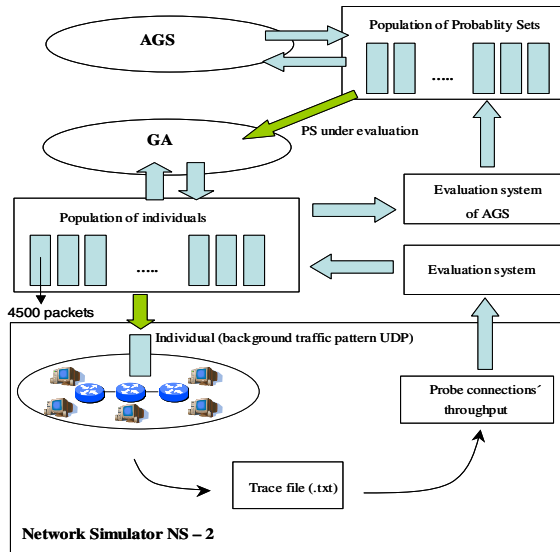 AGS
Population of Probablity Sets
.....
PS under evaluation
GA
Evaluation system
of AGS
Population of individuals
.....
Evaluation system
4500 packets
Individual (background traffic pattern UDP)
Probe connections´
throughput
Trace file (.txt)
Network Simulator NS – 2